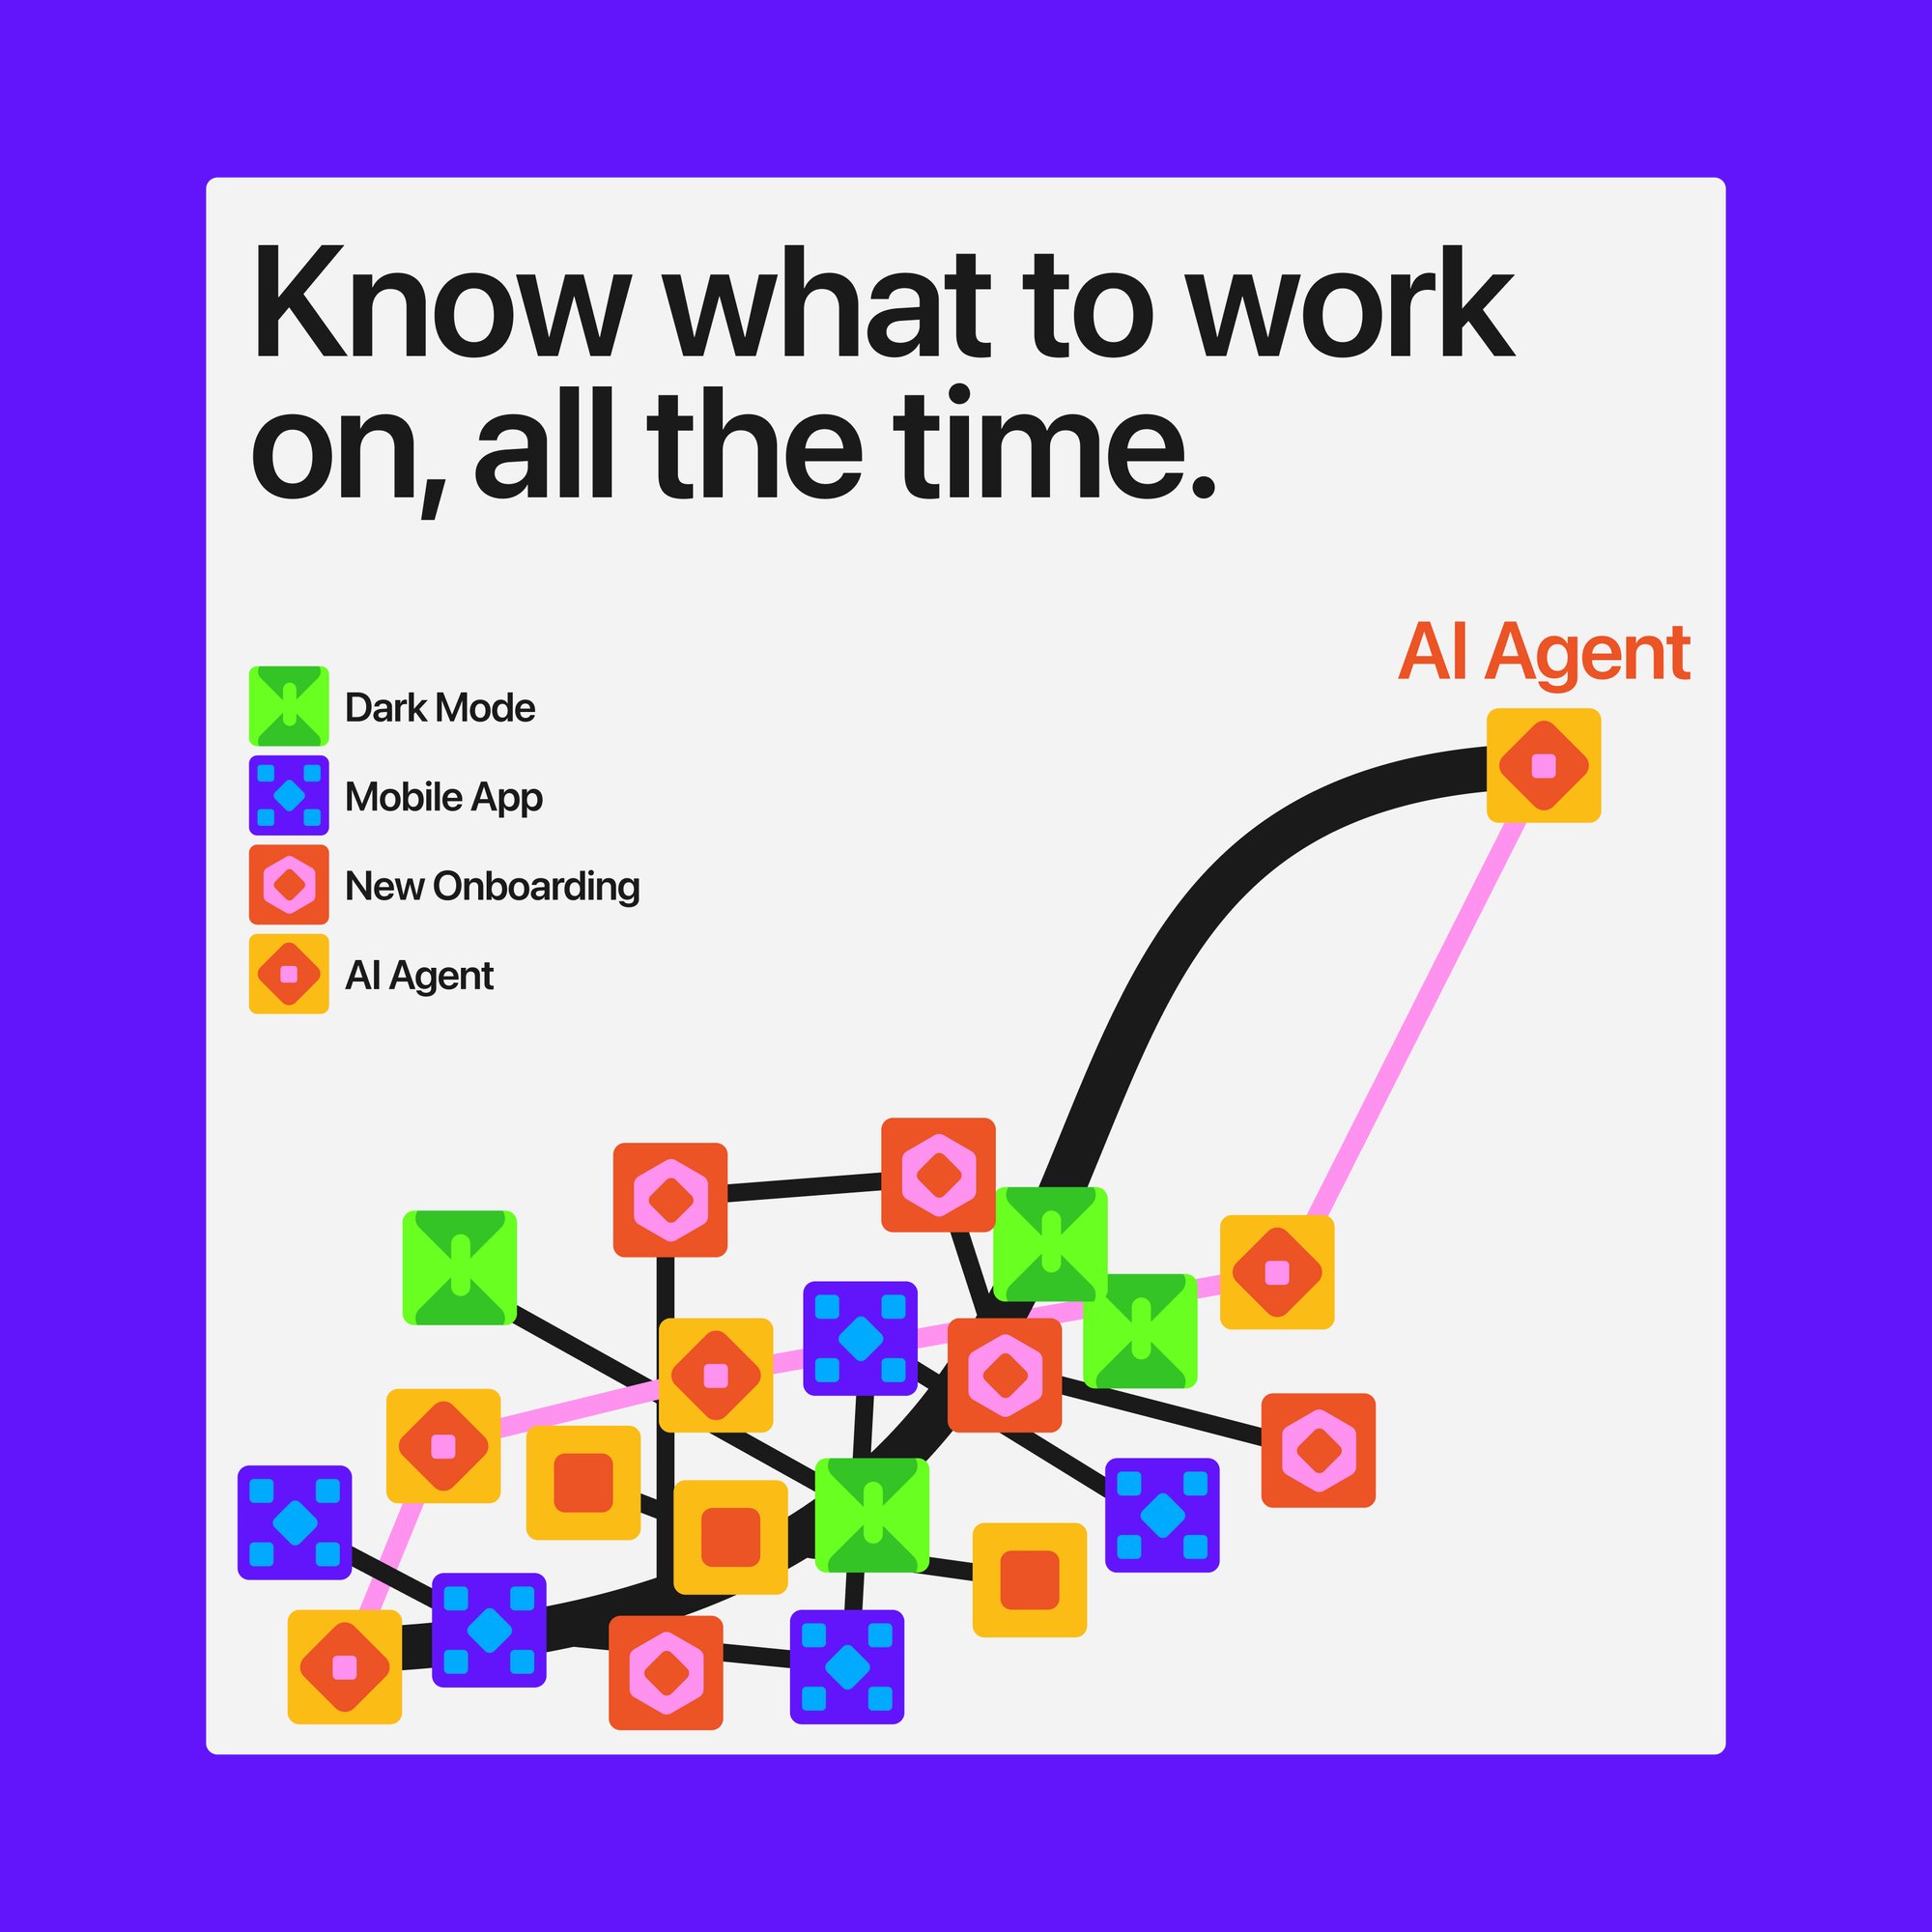 Know what to work
on, all the time.
AI Agent
Dark Mode
Mobile App
New Onboarding
AI Agent